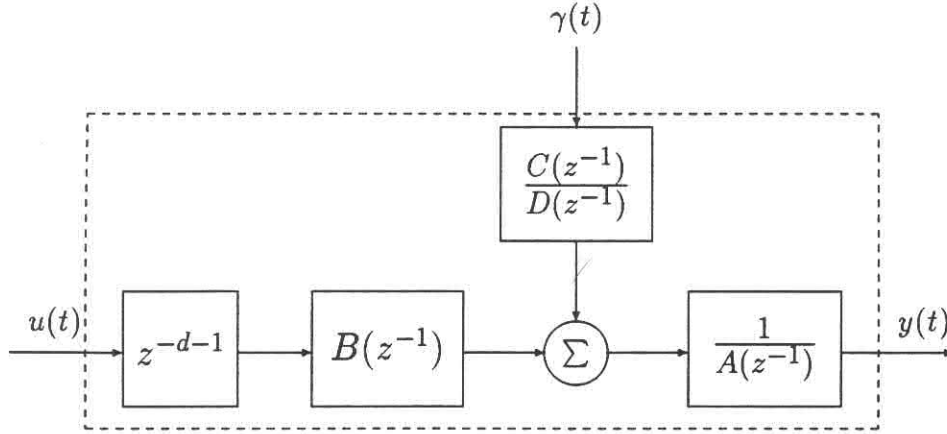 γ(t)
C(z⁻¹)
D(z⁻¹)
u(t)
z⁻ᵈ⁻¹
B(z⁻¹)
Σ
1
A(z⁻¹)
y(t)